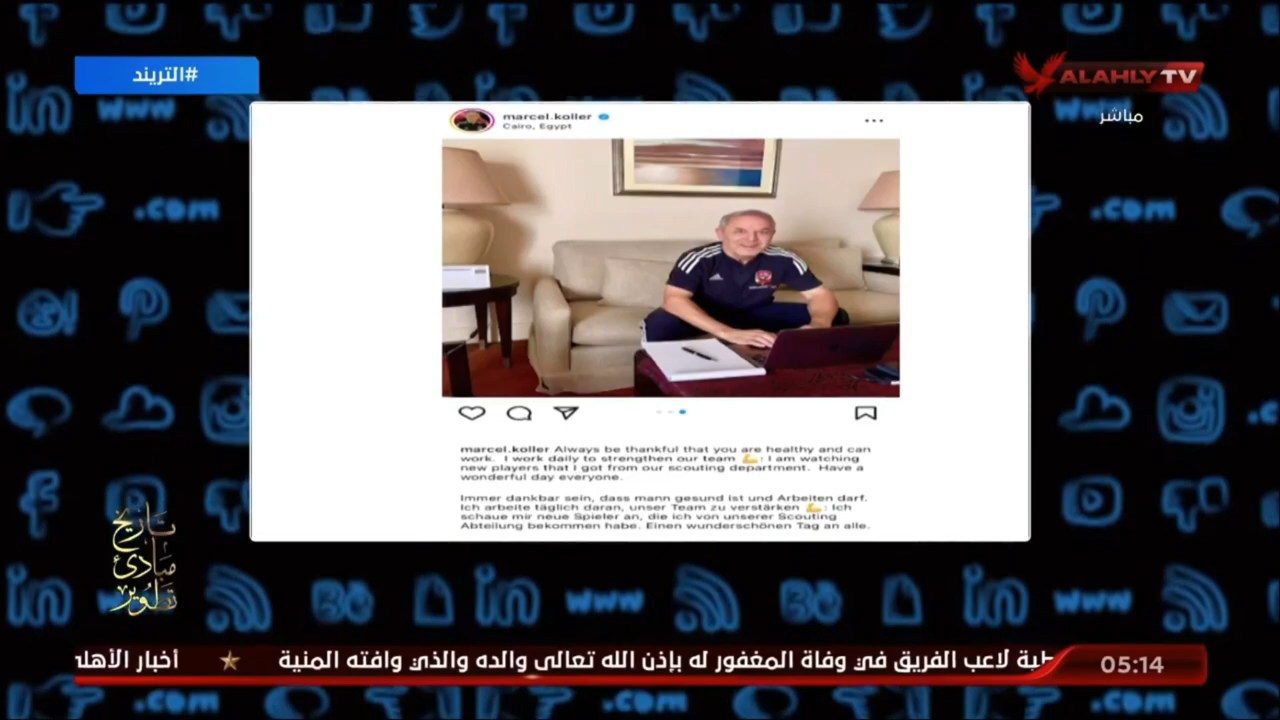 #التريند
ALAHLY TV
مباشر
marcel.koller
Cairo, Egypt
marcel.koller Always be thankful that you are healthy and can
work. I work daily to strengthen our team 💪: I am watching
new players that I got from our scouting department. Have a
wonderful day everyone.
Immer dankbar sein, dass mann gesund ist und Arbeiten darf.
Ich arbeite täglich daran, unser Team zu verstärken 💪: Ich
schaue mir neue Spieler an, die ich von unserer Scouting
Abteilung bekommen habe. Einen wunderschönen Tag an alle.
تاريخ
مبادئ
تطوير
لاعب الفريق في وفاة المغفور له بإذن الله تعالى والده والذي وافته المنية ★ أخبار
05:14